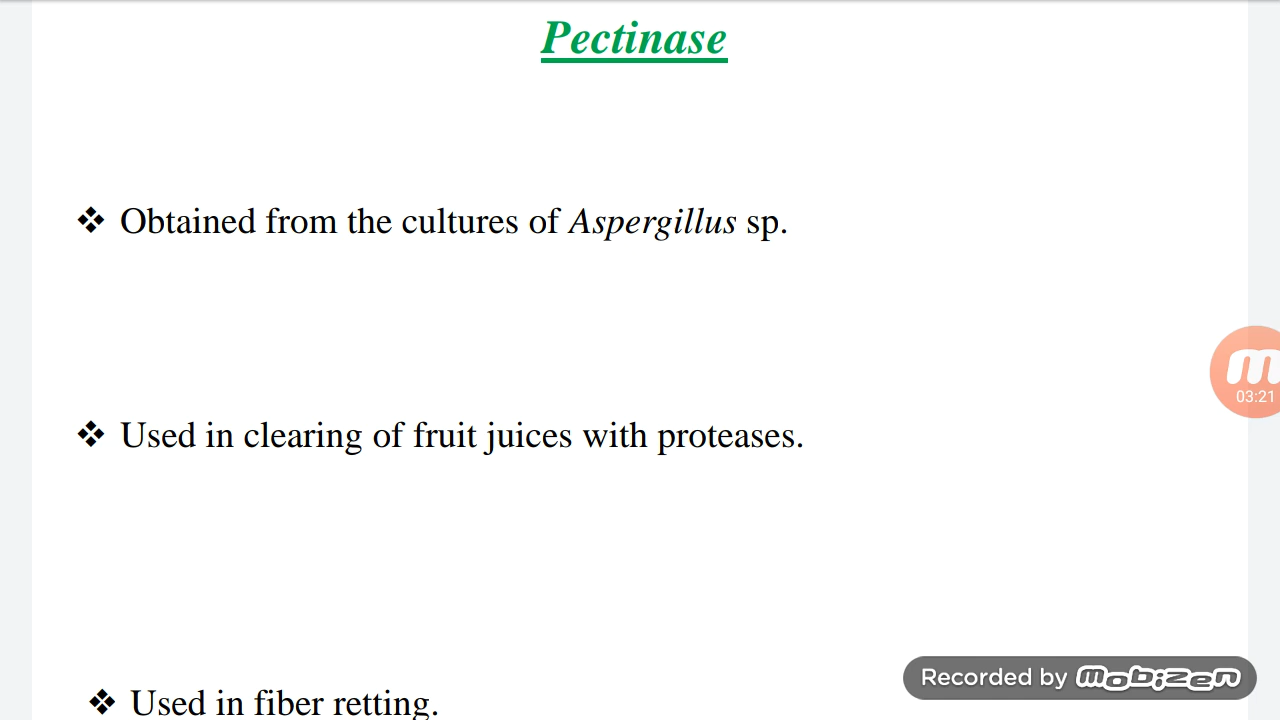 Pectinase
❖ Obtained from the cultures of Aspergillus sp.
❖ Used in clearing of fruit juices with proteases.
03:21
Recorded by mobizen
❖ Used in fiber retting.